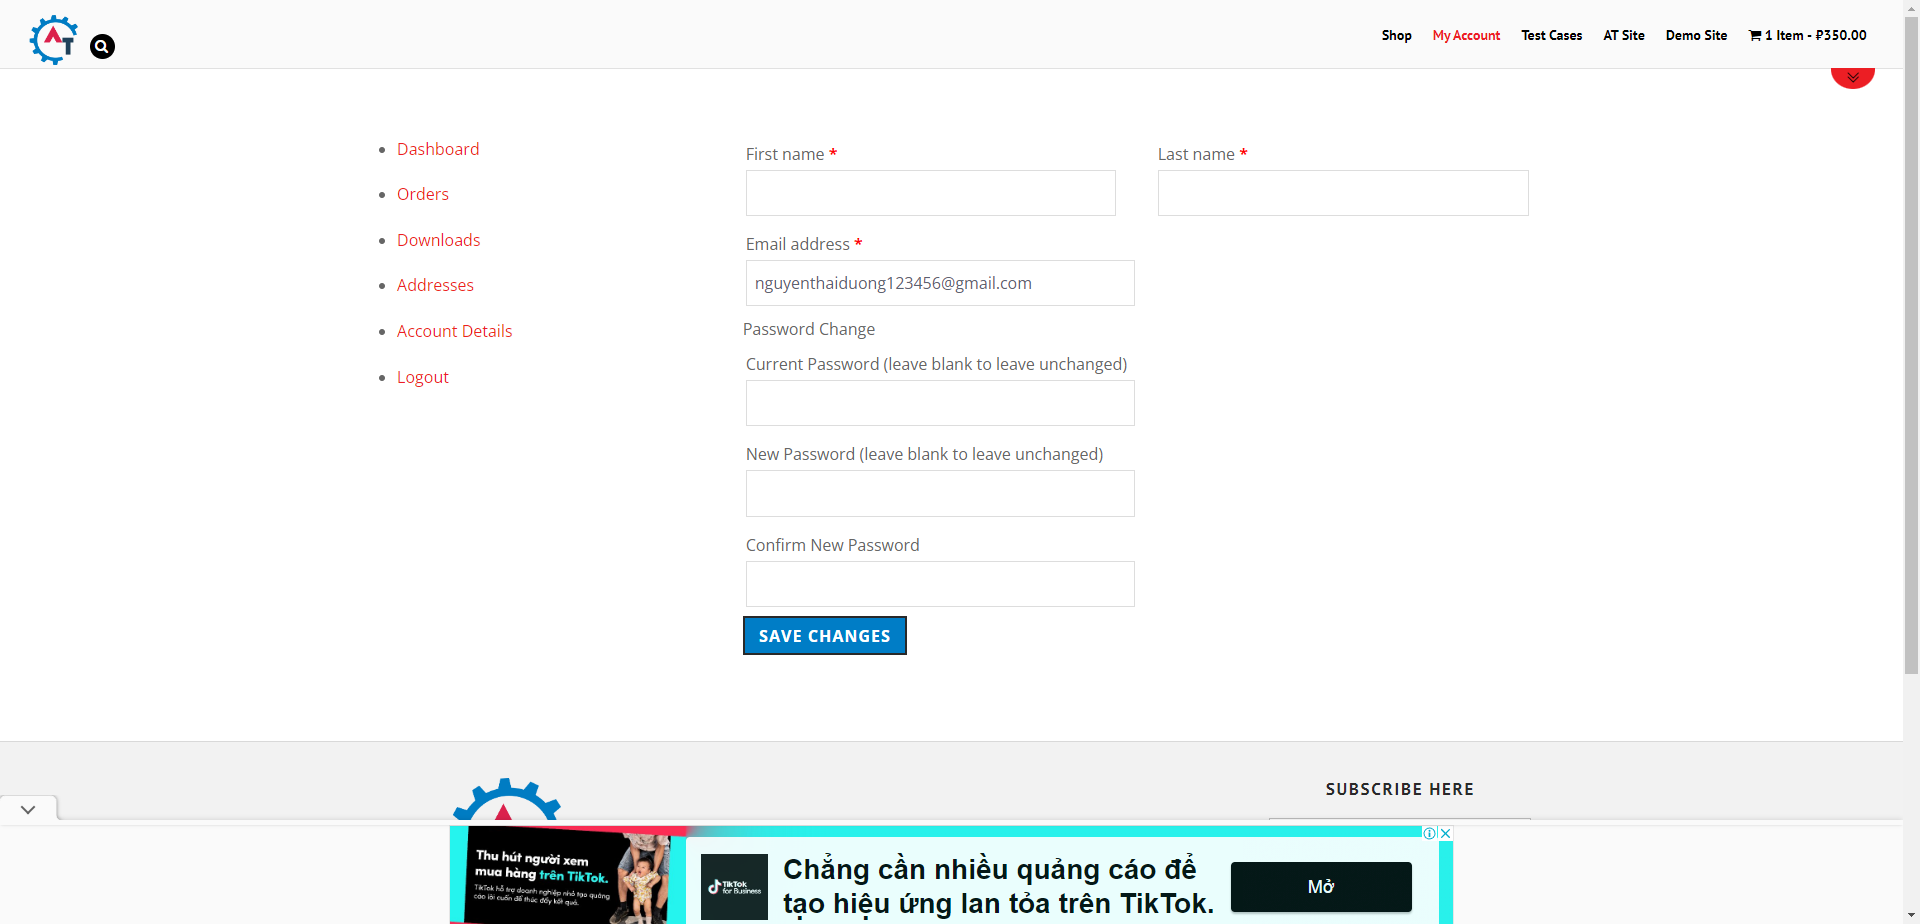 AT
Shop
My Account
Test Cases
AT Site
Demo Site
1 Item - ₽350.00
Dashboard
Orders
Downloads
Addresses
Account Details
Logout
First name *
Last name *
Email address *
nguyenthaiduong123456@gmail.com
Password Change
Current Password (leave blank to leave unchanged)
New Password (leave blank to leave unchanged)
Confirm New Password
SAVE CHANGES
SUBSCRIBE HERE
Thu hút người xem
mua hàng trên TikTok.
TikTok hỗ trợ doanh nghiệp nhỏ tạo quảng
cáo lôi cuốn để thúc đẩy kết quả.
TikTok
for Business
Chẳng cần nhiều quảng cáo để
tạo hiệu ứng lan tỏa trên TikTok.
Mở